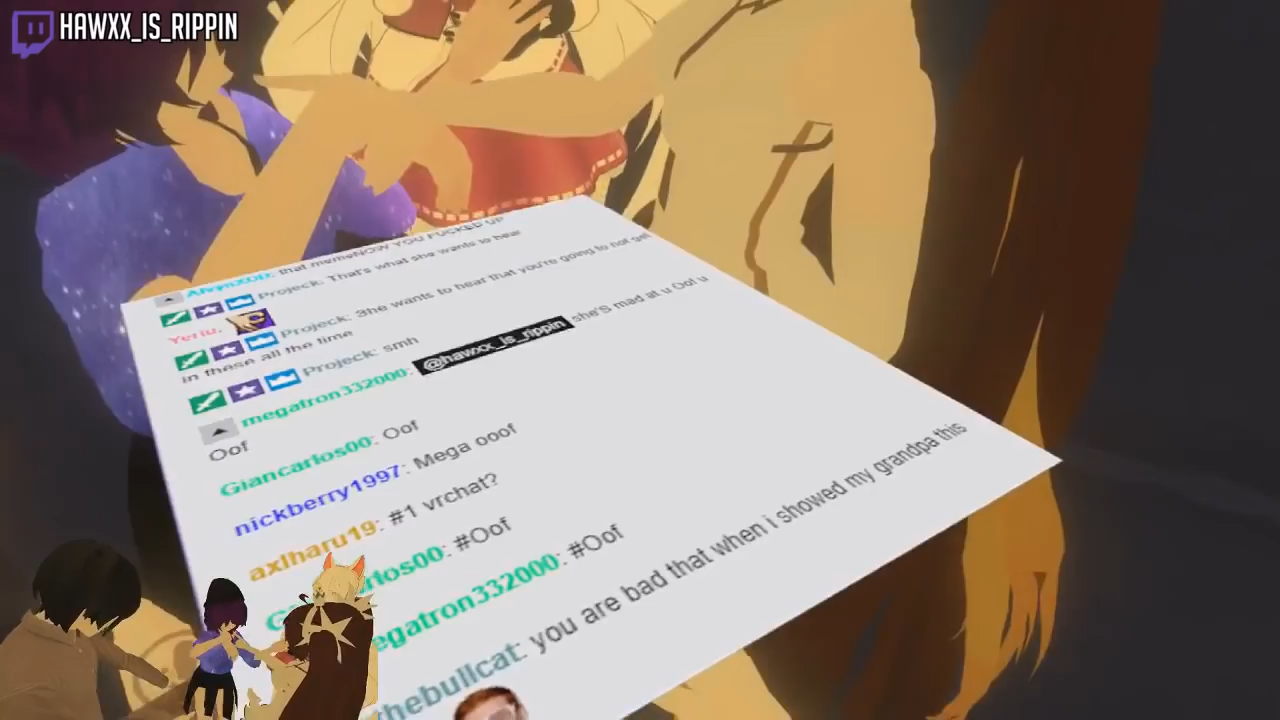 HAWXX_IS_RIPPIN
that memeNOW YOU FUCKED UP
Projeck: That's what she wants to hear
Yeriu: Projeck: She wants to hear that you're going to not get
in these all the time
Projeck: smh
megatron332000: @hawxx_is_rippin she'S mad at u Oof u
Oof
Giancarlos00: Oof
nickberry1997: Mega ooof
axlharu19: #1 vrchat?
#Oof
egatron332000: #Oof
hebullcat: you are bad that when i showed my grandpa this